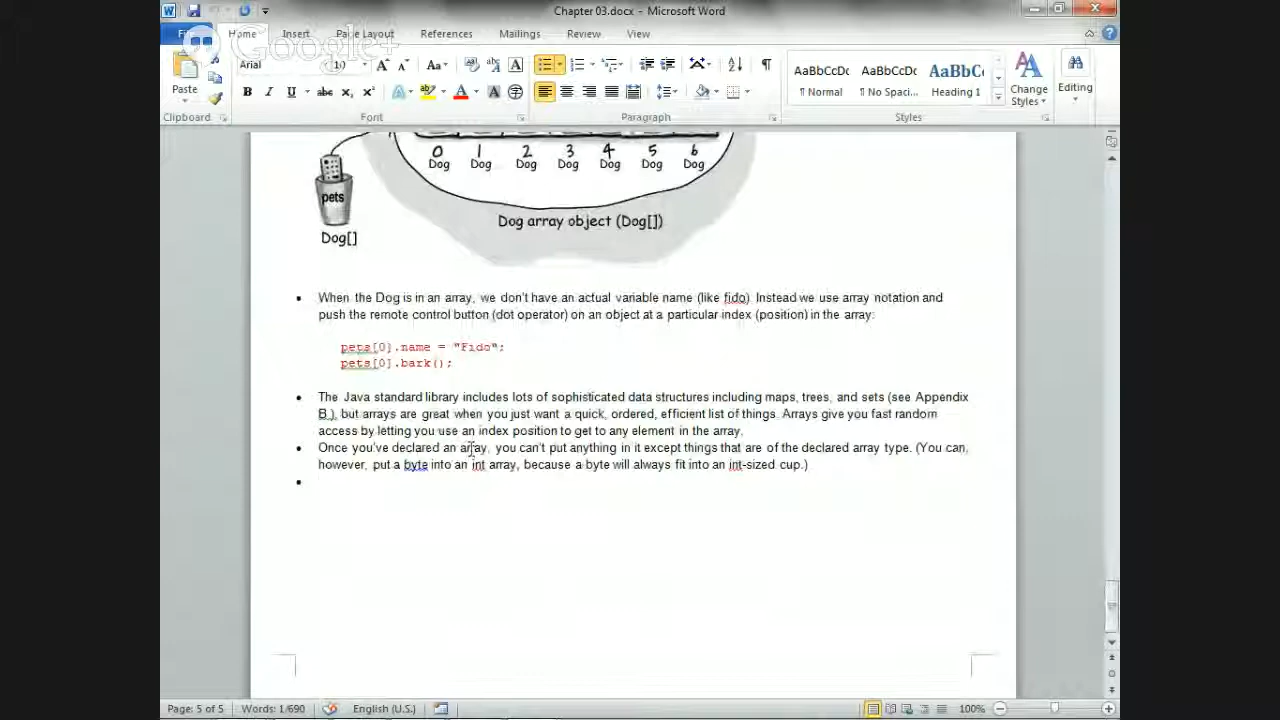 Chapter 03.docx - Microsoft Word
File Home Insert Page Layout References Mailings Review View
Google+
Arial 10
Paste
AaBbCcDc AaBbCcDc AaBbC
¶ Normal ¶ No Spaci... Heading 1
Change Styles
Editing
Clipboard Font Paragraph Styles
0 1 2 3 4 5 6
Dog Dog Dog Dog Dog Dog Dog
pets
Dog[]
Dog array object (Dog[])
• When the Dog is in an array, we don't have an actual variable name (like fido). Instead we use array notation and
push the remote control button (dot operator) on an object at a particular index (position) in the array:
pets[0].name = "Fido";
pets[0].bark();
• The Java standard library includes lots of sophisticated data structures including maps, trees, and sets (see Appendix
B ), but arrays are great when you just want a quick, ordered, efficient list of things. Arrays give you fast random
access by letting you use an index position to get to any element in the array.
• Once you've declared an array, you can't put anything in it except things that are of the declared array type. (You can,
however, put a byte into an int array, because a byte will always fit into an int-sized cup.)
•
Page: 5 of 5 Words: 1/690 English (U.S.) 100%